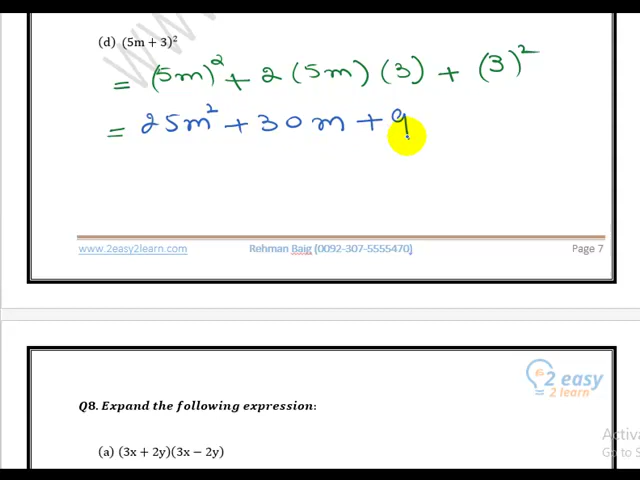 (d) (5m + 3)²
= (5m)² + 2 (5m) (3) + (3)²
= 25m² + 30m + 9
www.2easy2learn.com Rehman Baig (0092-307-5555470) Page 7
2 easy
2 learn
Q8. Expand the following expression:
(a) (3x + 2y)(3x − 2y)